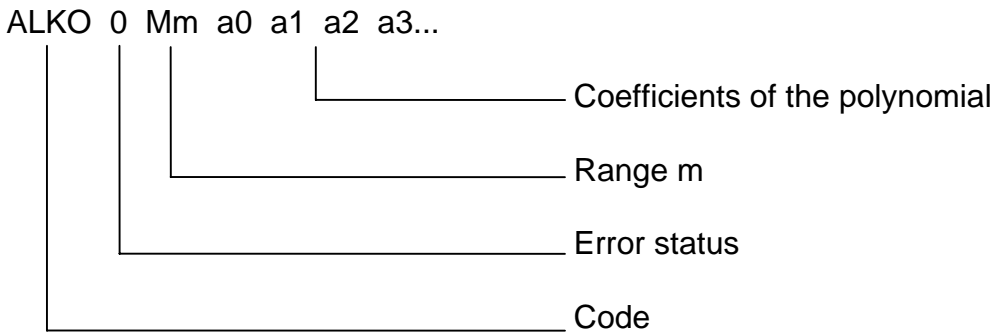 ALKO 0 Mm a0 a1 a2 a3...
Coefficients of the polynomial
Range m
Error status
Code